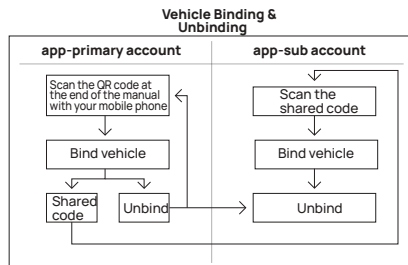 Vehicle Binding &
Unbinding
app-primary account
app-sub account
Scan the QR code at
the end of the manual
with your mobile phone
Bind vehicle
Shared
code
Unbind
Scan the
shared code
Bind vehicle
Unbind